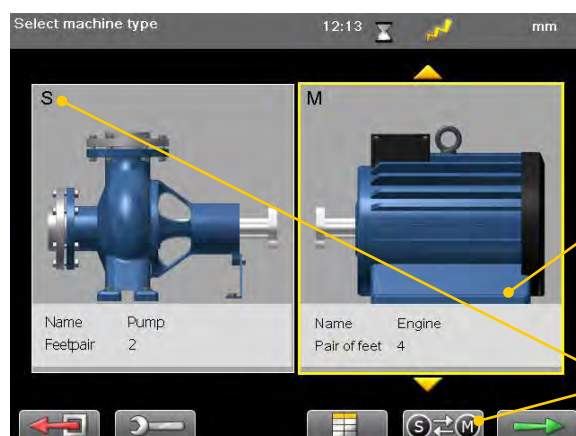 Select machine type 12:13 mm
S
M
Name Pump
Feetpair 2
Name Engine
Pair of feet 4
S M